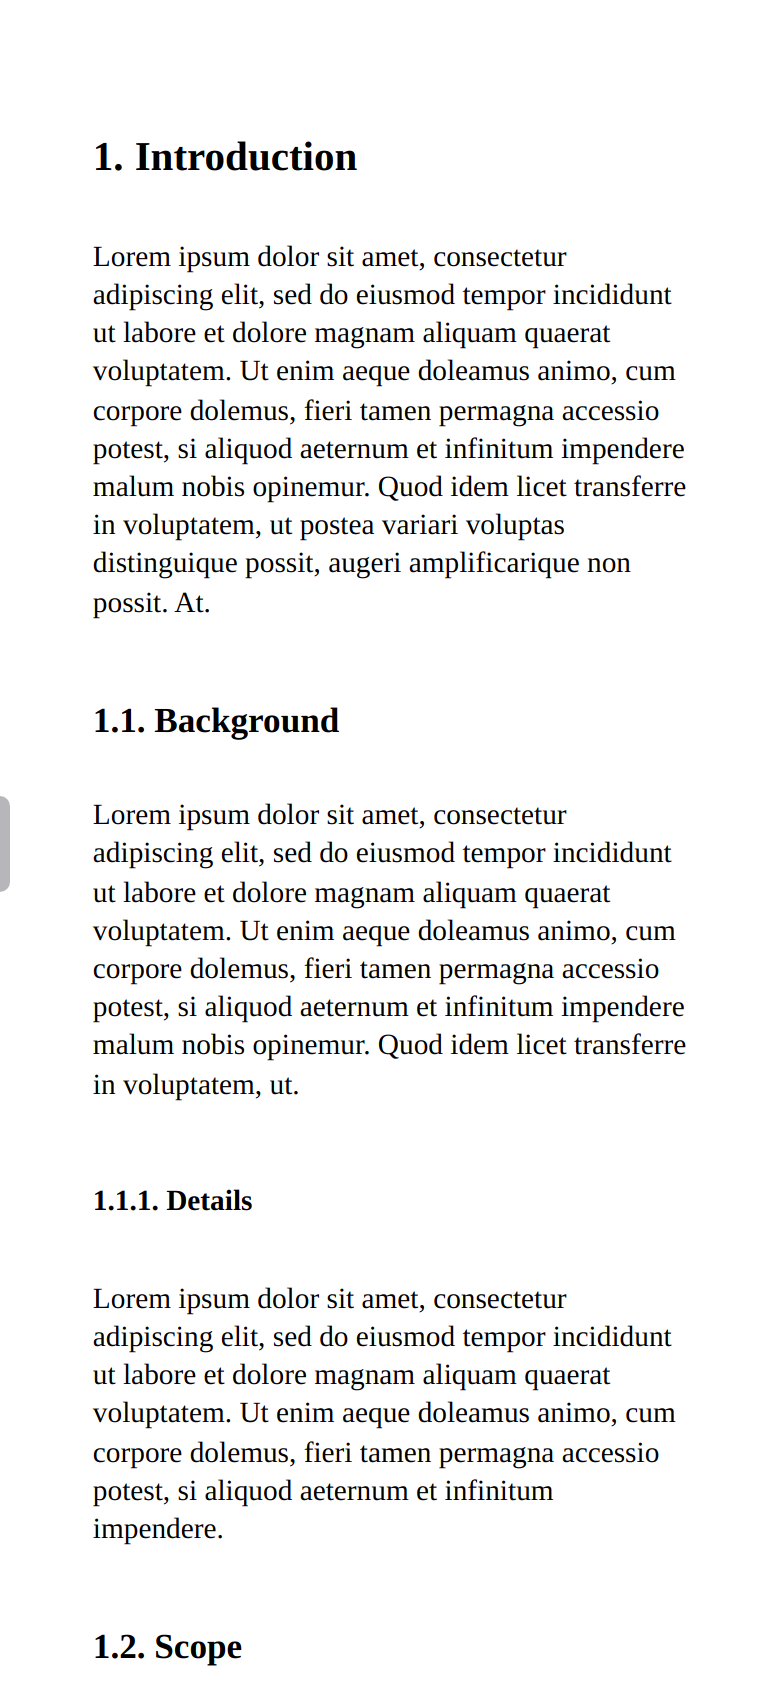 1. Introduction
Lorem ipsum dolor sit amet, consectetur
adipiscing elit, sed do eiusmod tempor incididunt
ut labore et dolore magnam aliquam quaerat
voluptatem. Ut enim aeque doleamus animo, cum
corpore dolemus, fieri tamen permagna accessio
potest, si aliquod aeternum et infinitum impendere
malum nobis opinemur. Quod idem licet transferre
in voluptatem, ut postea variari voluptas
distinguique possit, augeri amplificarique non
possit. At.
1.1. Background
Lorem ipsum dolor sit amet, consectetur
adipiscing elit, sed do eiusmod tempor incididunt
ut labore et dolore magnam aliquam quaerat
voluptatem. Ut enim aeque doleamus animo, cum
corpore dolemus, fieri tamen permagna accessio
potest, si aliquod aeternum et infinitum impendere
malum nobis opinemur. Quod idem licet transferre
in voluptatem, ut.
1.1.1. Details
Lorem ipsum dolor sit amet, consectetur
adipiscing elit, sed do eiusmod tempor incididunt
ut labore et dolore magnam aliquam quaerat
voluptatem. Ut enim aeque doleamus animo, cum
corpore dolemus, fieri tamen permagna accessio
potest, si aliquod aeternum et infinitum
impendere.
1.2. Scope